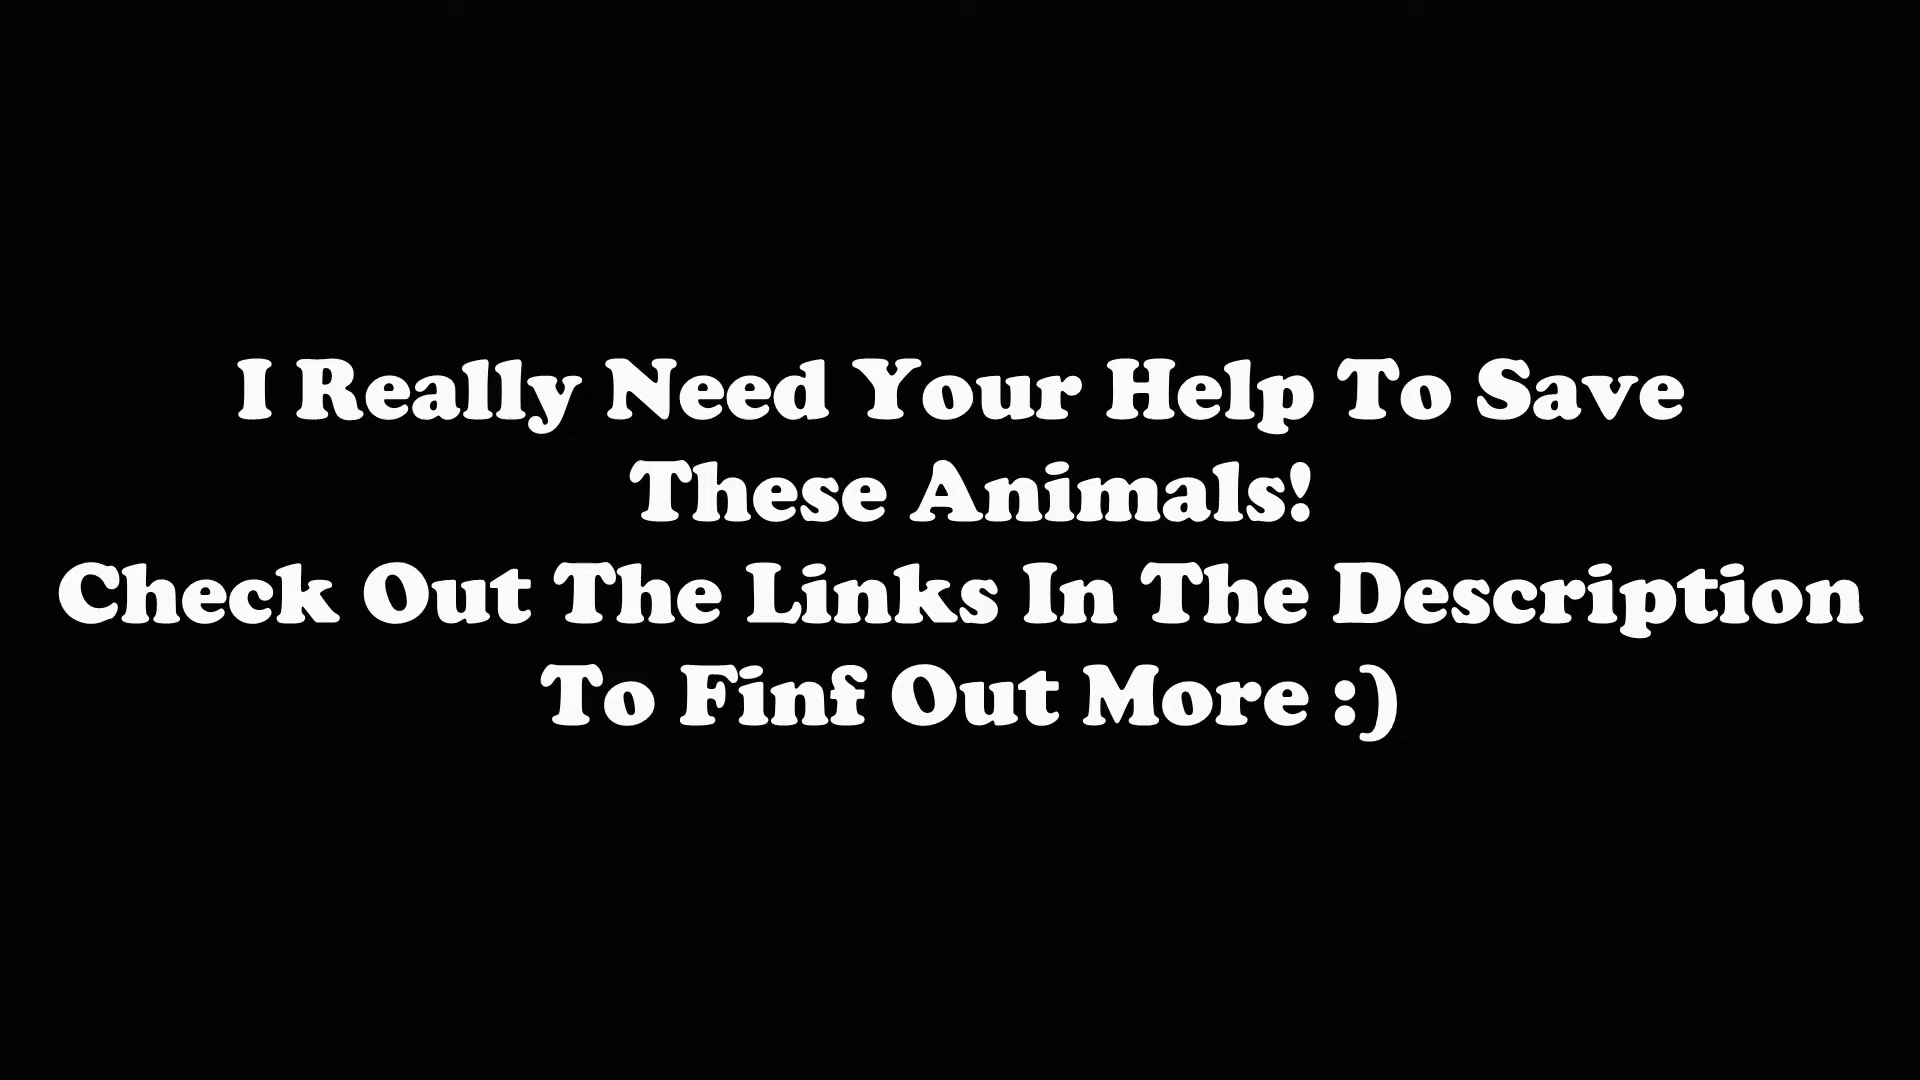 I Really Need Your Help To Save
These Animals!
Check Out The Links In The Description
To Finf Out More :)